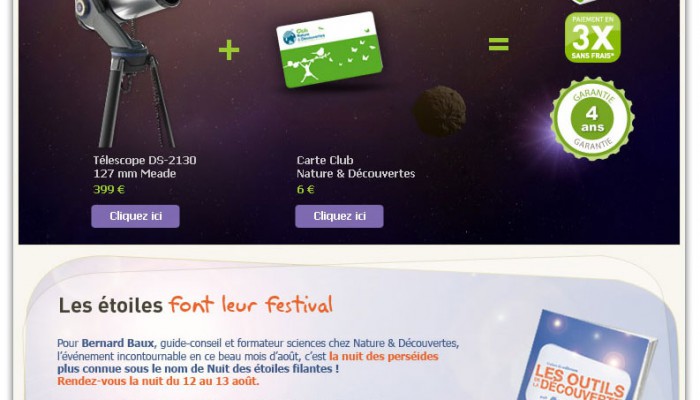 Club
Nature
& Découvertes
+
=
PAIEMENT EN
3X
SANS FRAIS*
GARANTIE
4
ans
GARANTIE
Télescope DS-2130
127 mm Meade
399 €
Cliquez ici
Carte Club
Nature & Découvertes
6 €
Cliquez ici
Les étoiles font leur festival
Pour Bernard Baux, guide-conseil et formateur sciences chez Nature & Découvertes,
l'événement incontournable en ce beau mois d'août, c'est la nuit des perséides
plus connue sous le nom de Nuit des étoiles filantes !
Rendez-vous la nuit du 12 au 13 août.
LES OUTILS
DE LA DÉCOUVERTE